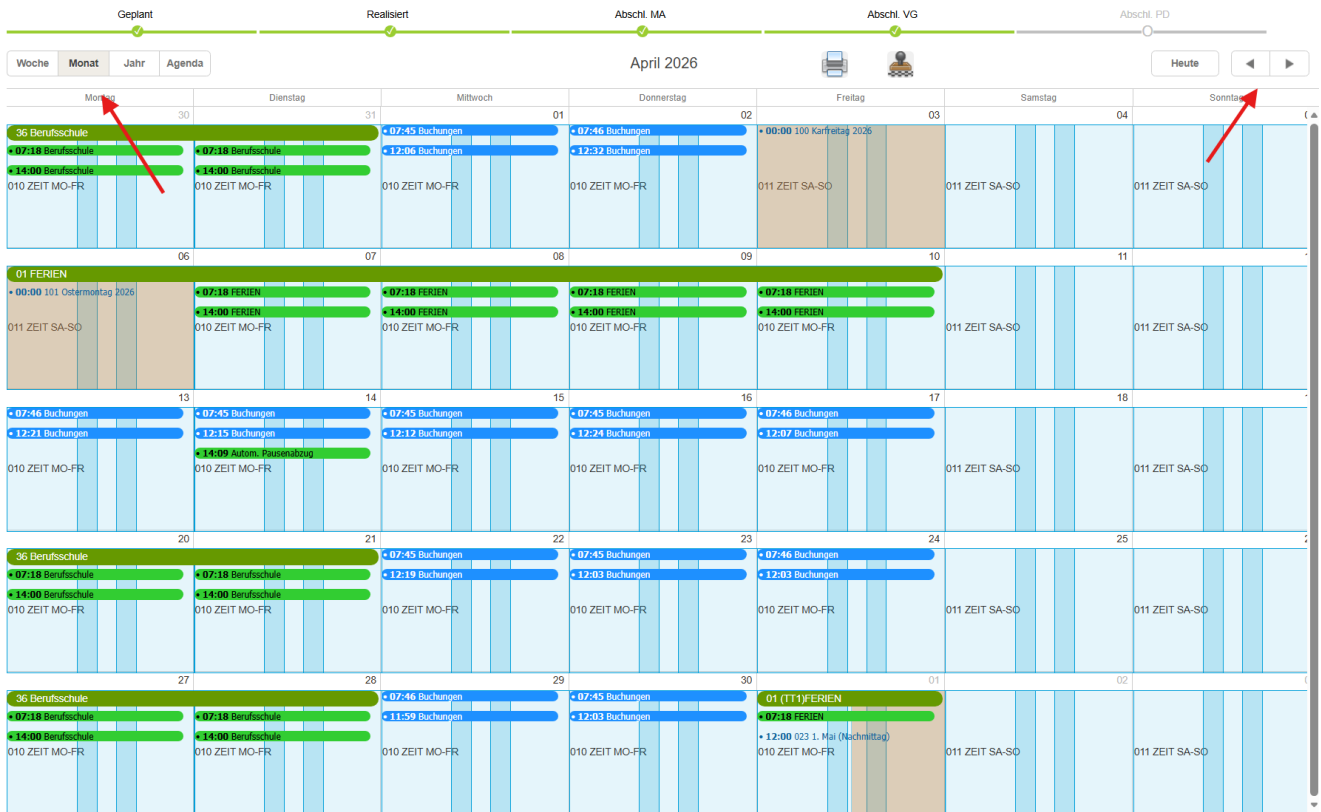 Geplant Realisiert Abschl. MA Abschl. VG Abschl. PD
Woche Monat Jahr Agenda April 2026 Heute
Montag Dienstag Mittwoch Donnerstag Freitag Samstag Sonntag
30 31 01 02 03 04
36 Berufsschule • 07:45 Buchungen • 07:46 Buchungen • 00:00 100 Karfreitag 2026
• 07:18 Berufsschule • 07:18 Berufsschule • 12:06 Buchungen • 12:32 Buchungen
• 14:00 Berufsschule • 14:00 Berufsschule
010 ZEIT MO-FR 010 ZEIT MO-FR 010 ZEIT MO-FR 010 ZEIT MO-FR 011 ZEIT SA-SO 011 ZEIT SA-SO 011 ZEIT SA-SO
06 07 08 09 10 11
01 FERIEN
• 00:00 101 Ostermontag 2026 • 07:18 FERIEN • 07:18 FERIEN • 07:18 FERIEN • 07:18 FERIEN
• 14:00 FERIEN • 14:00 FERIEN • 14:00 FERIEN • 14:00 FERIEN
011 ZEIT SA-SO 010 ZEIT MO-FR 010 ZEIT MO-FR 010 ZEIT MO-FR 010 ZEIT MO-FR 011 ZEIT SA-SO 011 ZEIT SA-SO
13 14 15 16 17 18
• 07:46 Buchungen • 07:45 Buchungen • 07:45 Buchungen • 07:45 Buchungen • 07:46 Buchungen
• 12:21 Buchungen • 12:15 Buchungen • 12:12 Buchungen • 12:24 Buchungen • 12:07 Buchungen
• 14:09 Autom. Pausenabzug
010 ZEIT MO-FR 010 ZEIT MO-FR 010 ZEIT MO-FR 010 ZEIT MO-FR 010 ZEIT MO-FR 011 ZEIT SA-SO 011 ZEIT SA-SO
20 21 22 23 24 25
36 Berufsschule • 07:45 Buchungen • 07:45 Buchungen • 07:46 Buchungen
• 07:18 Berufsschule • 07:18 Berufsschule • 12:19 Buchungen • 12:03 Buchungen • 12:03 Buchungen
• 14:00 Berufsschule • 14:00 Berufsschule
010 ZEIT MO-FR 010 ZEIT MO-FR 010 ZEIT MO-FR 010 ZEIT MO-FR 010 ZEIT MO-FR 011 ZEIT SA-SO 011 ZEIT SA-SO
27 28 29 30 01 02
36 Berufsschule • 07:46 Buchungen • 07:45 Buchungen 01 (TT1)FERIEN
• 07:18 Berufsschule • 07:18 Berufsschule • 11:59 Buchungen • 12:03 Buchungen • 07:18 FERIEN
• 14:00 Berufsschule • 14:00 Berufsschule • 12:00 023 1. Mai (Nachmittag)
010 ZEIT MO-FR 010 ZEIT MO-FR 010 ZEIT MO-FR 010 ZEIT MO-FR 010 ZEIT MO-FR 011 ZEIT SA-SO 011 ZEIT SA-SO